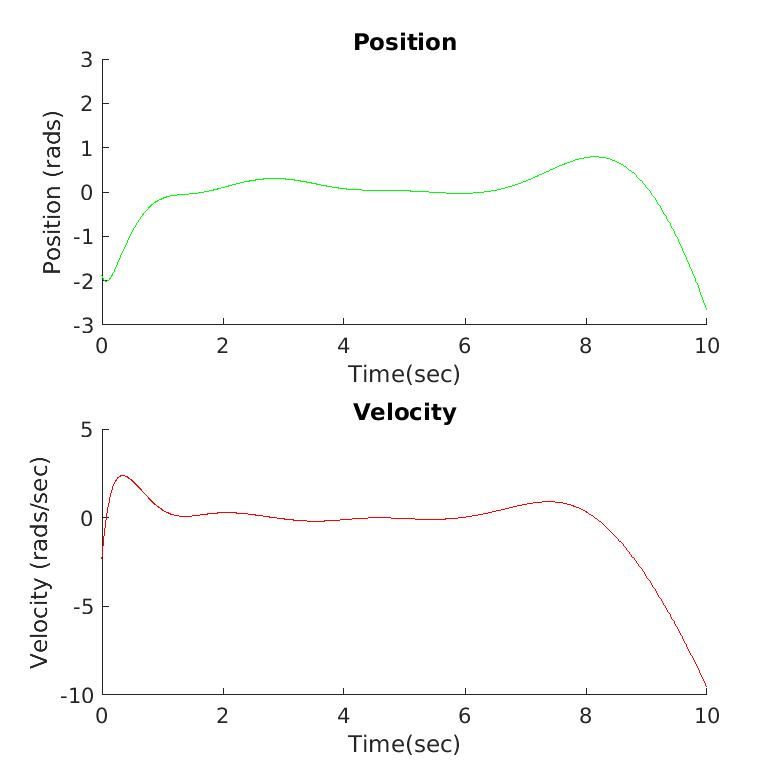 Position
Position (rads)
3
2
1
0
-1
-2
-3
0 2 4 6 8 10
Time(sec)
Velocity
Velocity (rads/sec)
5
0
-5
-10
0 2 4 6 8 10
Time(sec)